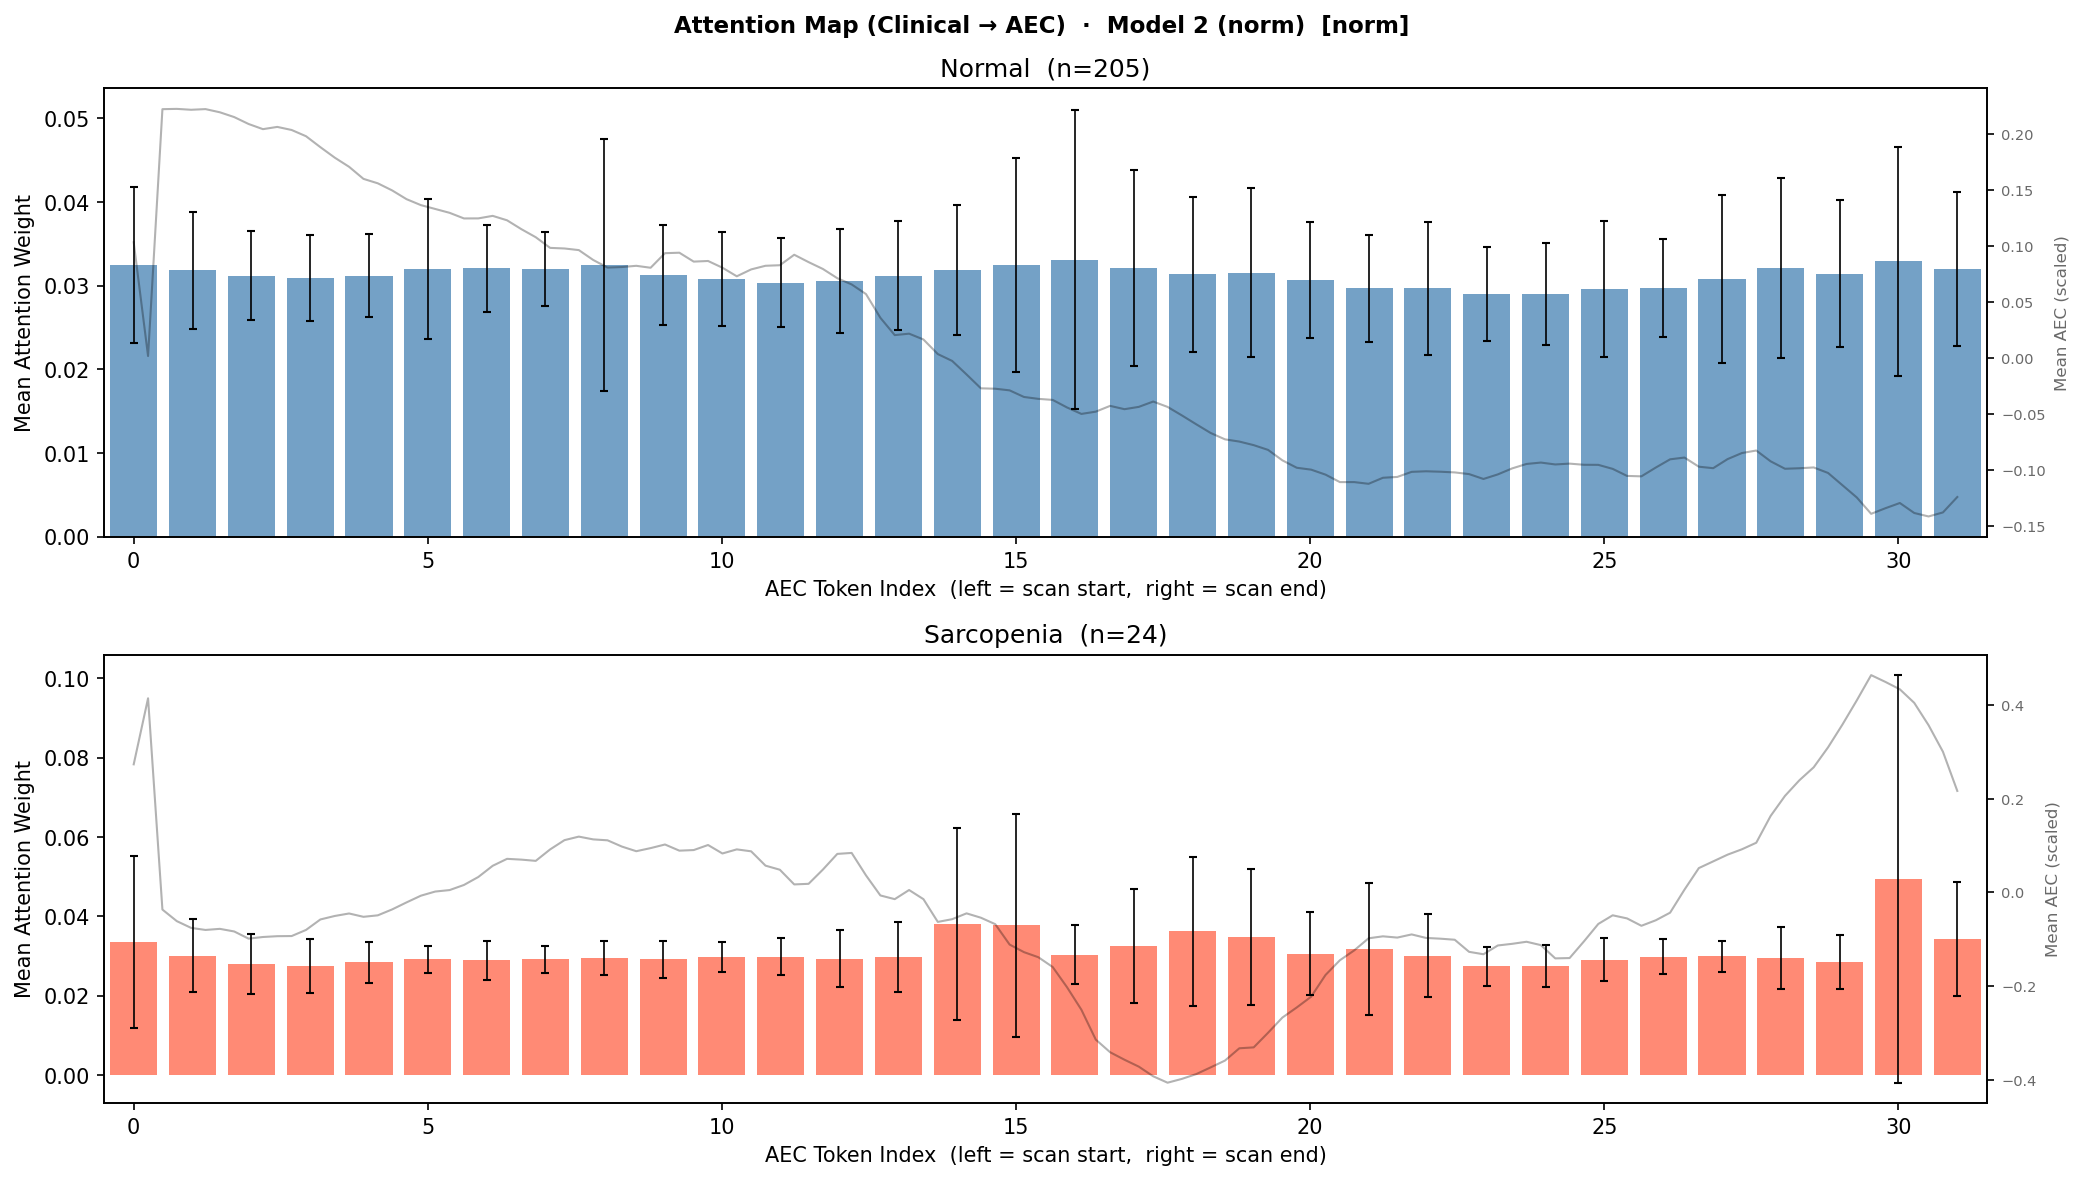 Attention Map (Clinical → AEC)  ·  Model 2 (norm)  [norm]
Normal  (n=205)
0.05
0.04
0.03
0.02
0.01
0.00
Mean Attention Weight
0.20
0.15
0.10
0.05
0.00
−0.05
−0.10
−0.15
Mean AEC (scaled)
0 5 10 15 20 25 30
AEC Token Index  (left = scan start,  right = scan end)
Sarcopenia  (n=24)
0.10
0.08
0.06
0.04
0.02
0.00
Mean Attention Weight
0.4
0.2
0.0
−0.2
−0.4
Mean AEC (scaled)
0 5 10 15 20 25 30
AEC Token Index  (left = scan start,  right = scan end)